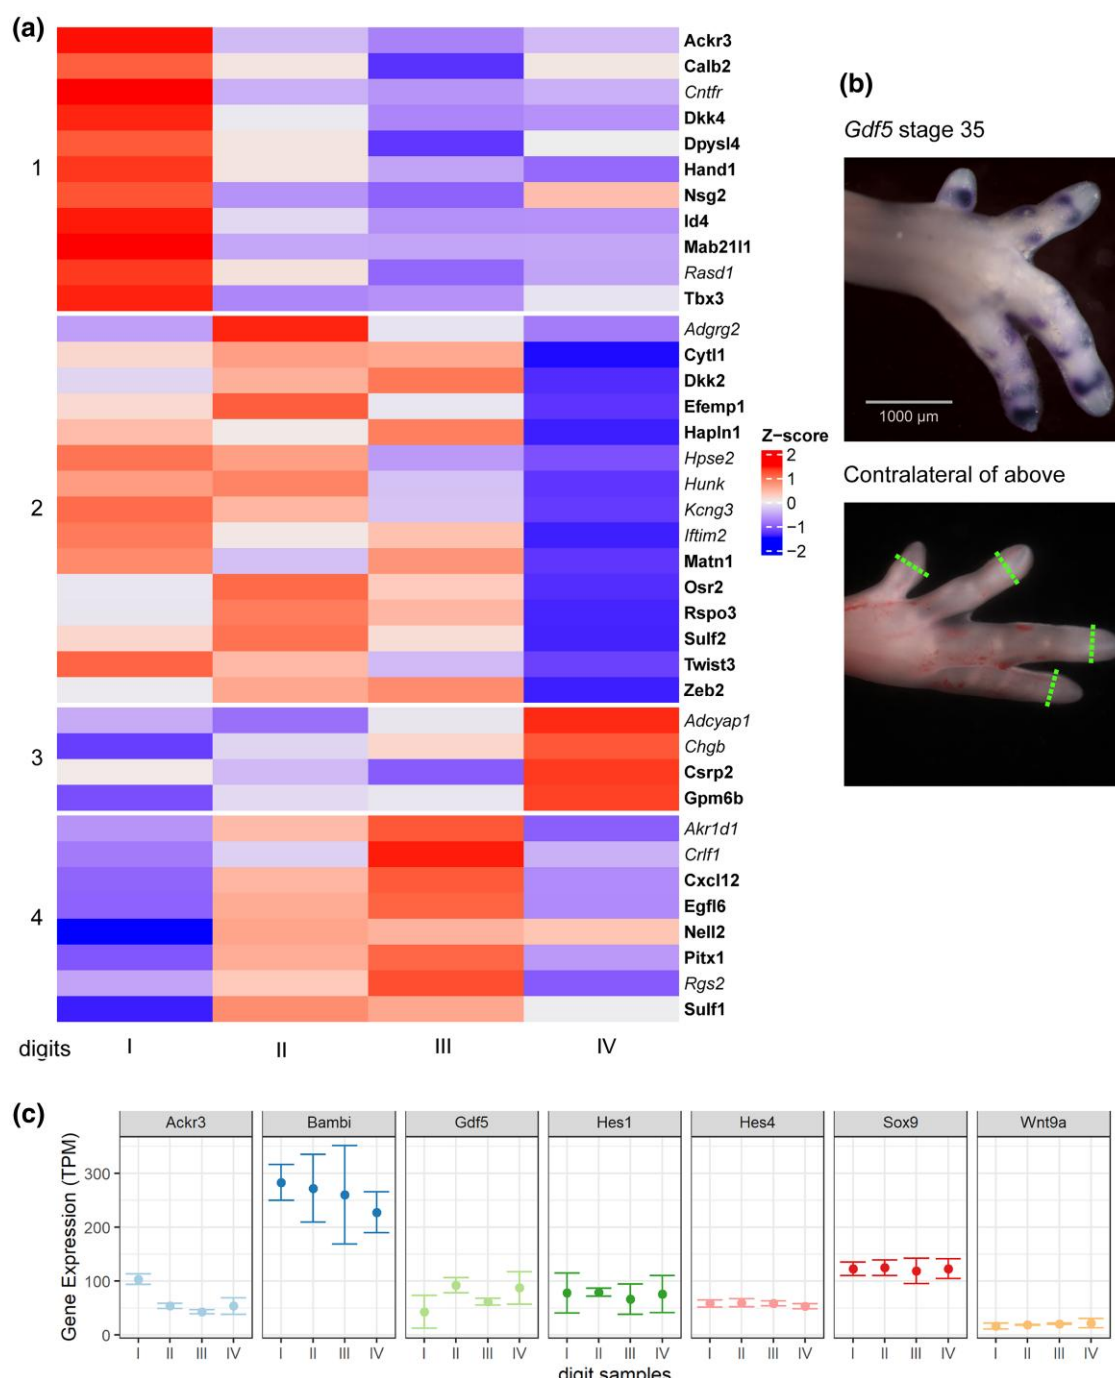 (a)
Ackr3
Calb2
Cntfr
Dkk4
Dpysl4
1
Hand1
Nsg2
Id4
Mab21l1
Rasd1
Tbx3
Adgrg2
Cytl1
Dkk2
Efemp1
Hapln1
Hpse2
2
Hunk
Kcng3
Iftim2
Matn1
Osr2
Rspo3
Sulf2
Twist3
Zeb2
Adcyap1
3
Chgb
Csrp2
Gpm6b
Akr1d1
Crlf1
Cxcl12
4
Egfl6
Nell2
Pitx1
Rgs2
Sulf1
digits I II III IV
Z-score
2
1
0
-1
-2
(b)
Gdf5 stage 35
1000 µm
Contralateral of above
(c)
Ackr3 Bambi Gdf5 Hes1 Hes4 Sox9 Wnt9a
Gene Expression (TPM)
300
200
100
0
I II III IV I II III IV I II III IV I II III IV I II III IV I II III IV I II III IV
digit samples